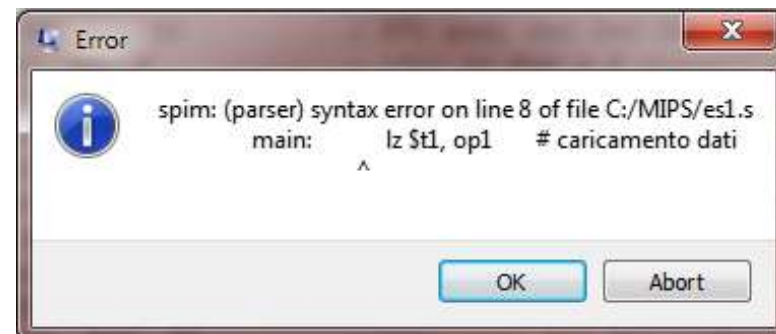 Error
spim: (parser) syntax error on line 8 of file C:/MIPS/es1.s
main: lz $t1, op1 # caricamento dati
^
OK Abort